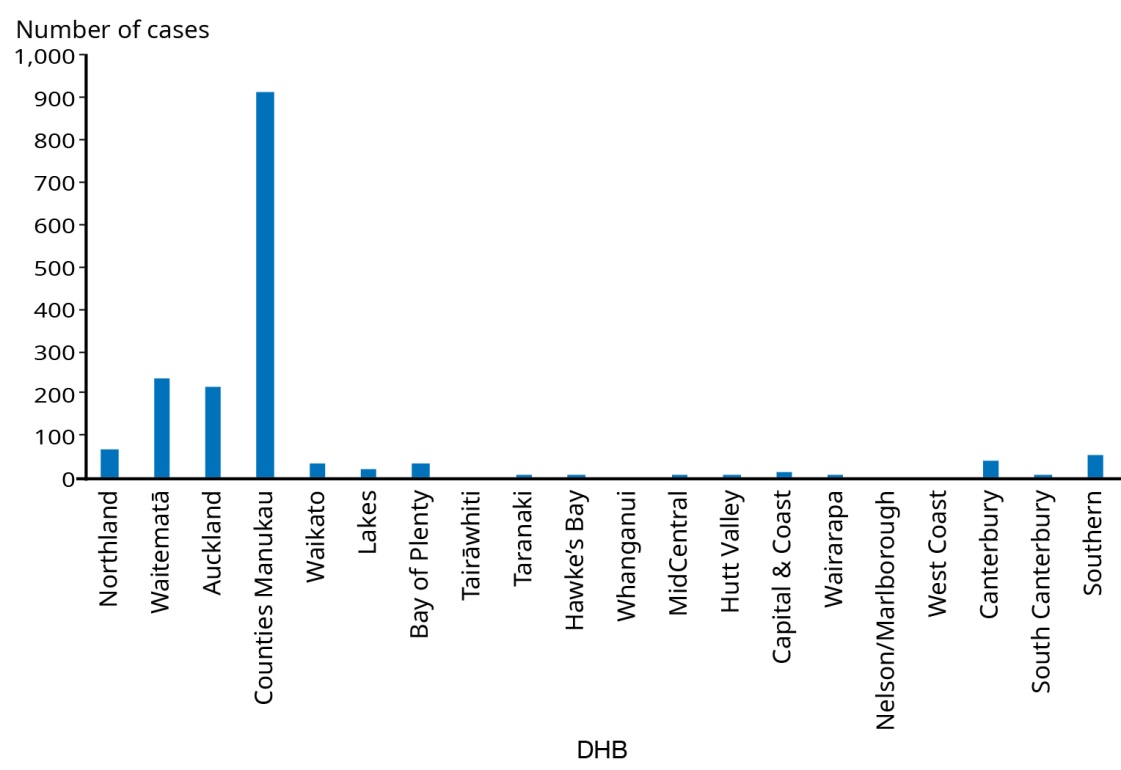 Number of cases
1,000
900
800
700
600
500
400
300
200
100
0
Northland
Waitematā
Auckland
Counties Manukau
Waikato
Lakes
Bay of Plenty
Tairāwhiti
Taranaki
Hawke’s Bay
Whanganui
MidCentral
Hutt Valley
Capital & Coast
Wairarapa
Nelson/Marlborough
West Coast
Canterbury
South Canterbury
Southern
DHB